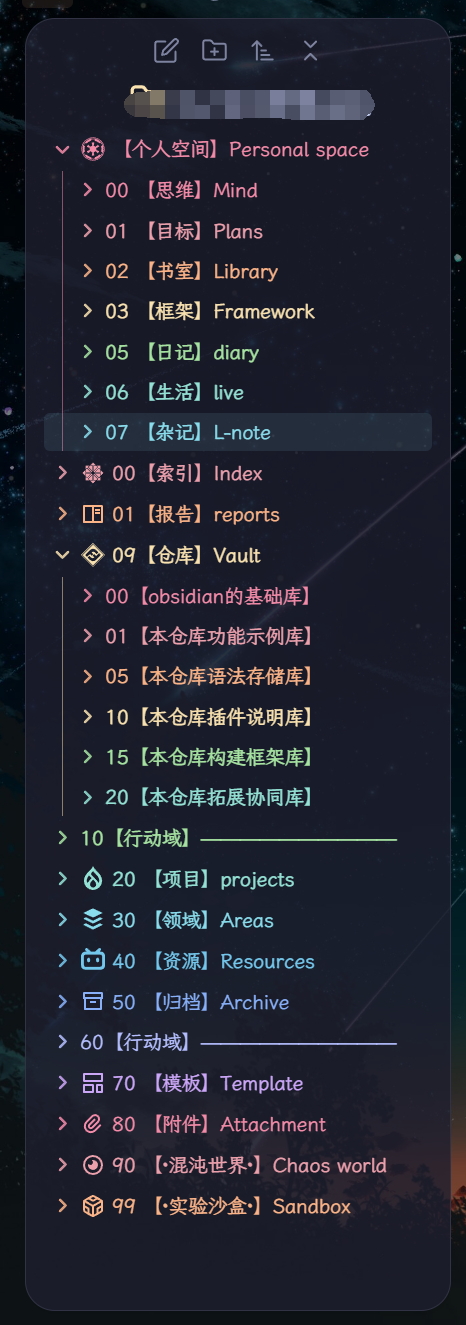 【个人空间】Personal space
00 【思维】Mind
01 【目标】Plans
02 【书室】Library
03 【框架】Framework
05 【日记】diary
06 【生活】live
07 【杂记】L-note
00 【索引】Index
01 【报告】reports
09 【仓库】Vault
00【obsidian的基础库】
01【本仓库功能示例库】
05【本仓库语法存储库】
10【本仓库插件说明库】
15【本仓库构建框架库】
20【本仓库拓展协同库】
10【行动域】——————————
20 【项目】projects
30 【领域】Areas
40 【资源】Resources
50 【归档】Archive
60【行动域】——————————
70 【模板】Template
80 【附件】Attachment
90 【·混沌世界·】Chaos world
99 【·实验沙盒·】Sandbox